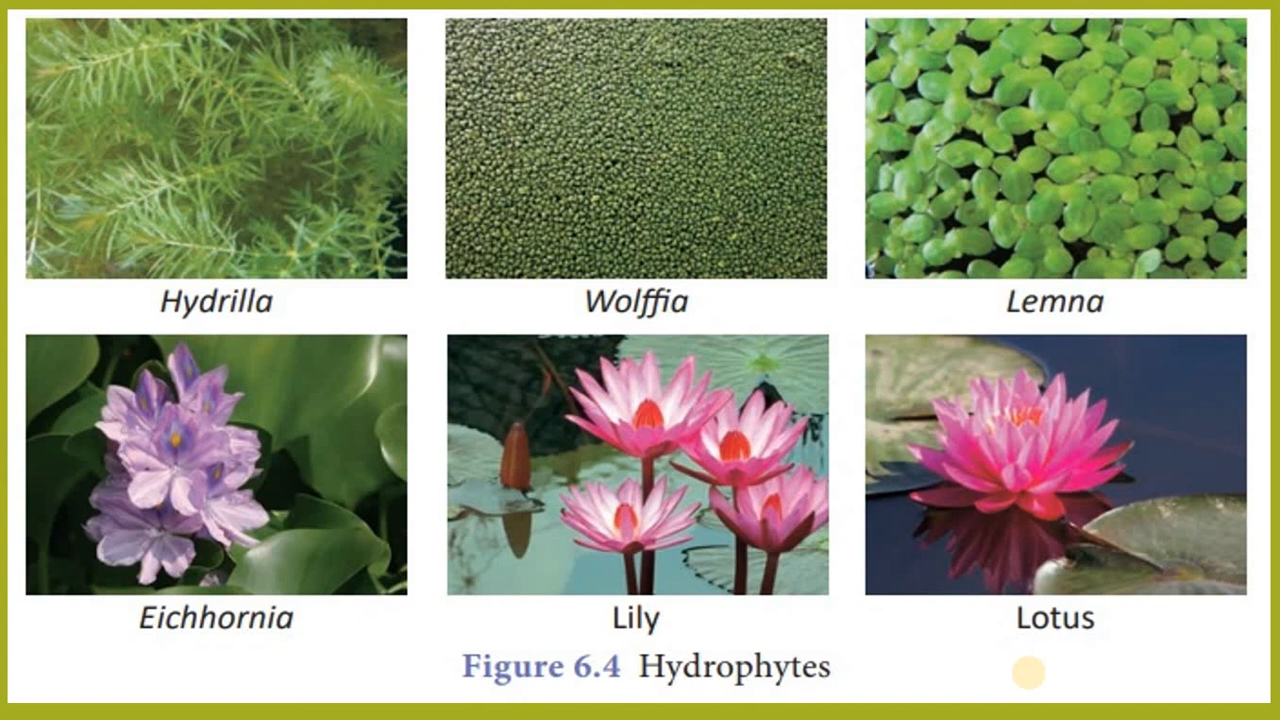 Hydrilla
Wolffia
Lemna
Eichhornia
Lily
Lotus
Figure 6.4 Hydrophytes